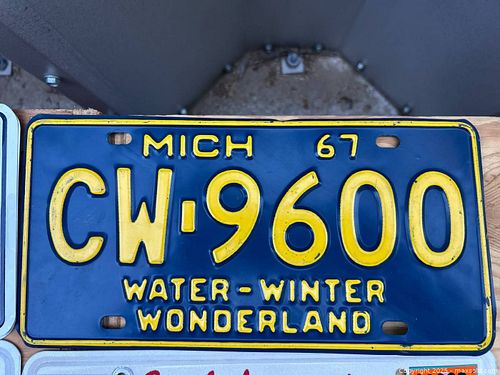 MICH 67
CW-9600
WATER-WINTER
WONDERLAND